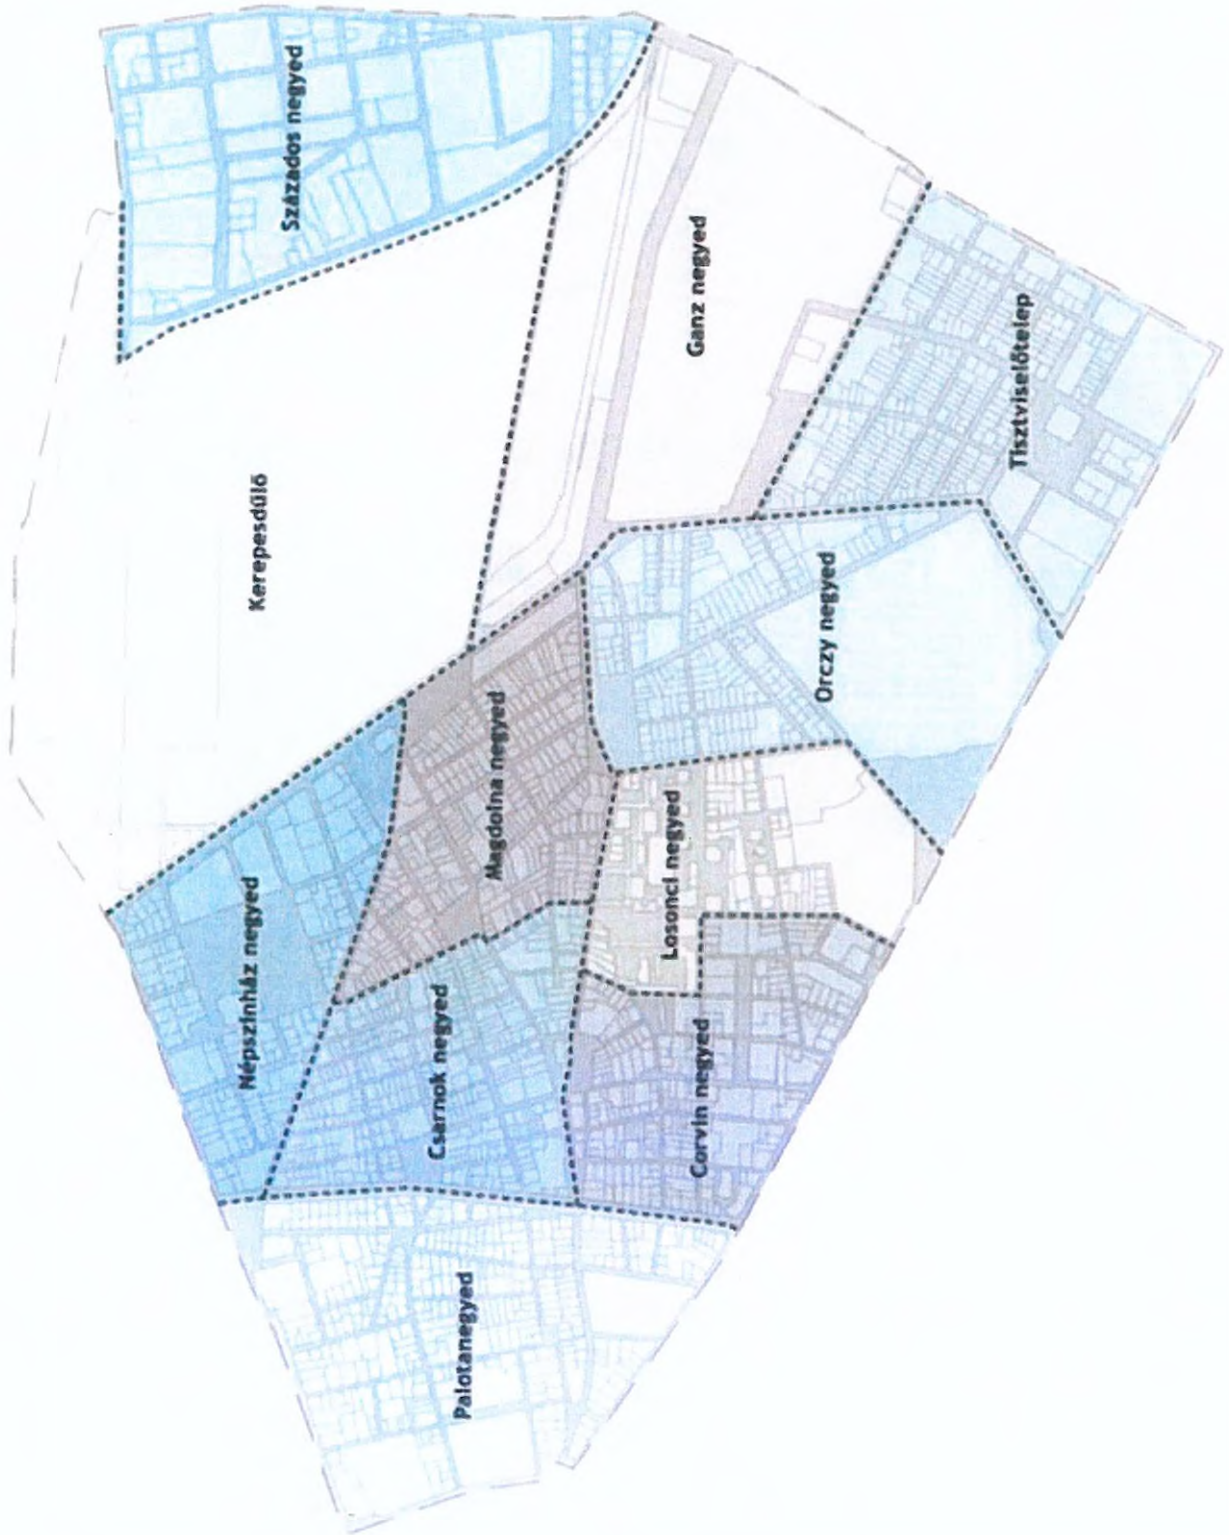 Százados negyed
Kerepesdűlő
Ganz negyed
Tisztviselőtelep
Népszínház negyed
Magdolna negyed
Orczy negyed
Csarnok negyed
Losonci negyed
Corvin negyed
Palotanegyed